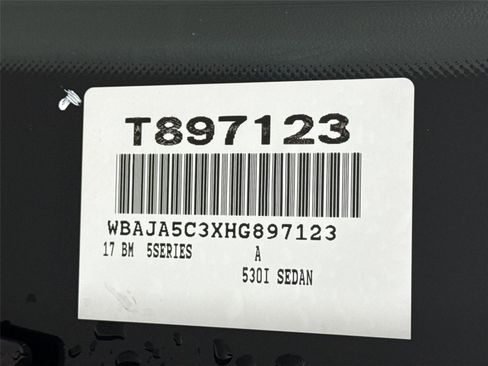 T897123
WBAJA5C3XHG897123
17 BM 5SERIES A
530I SEDAN